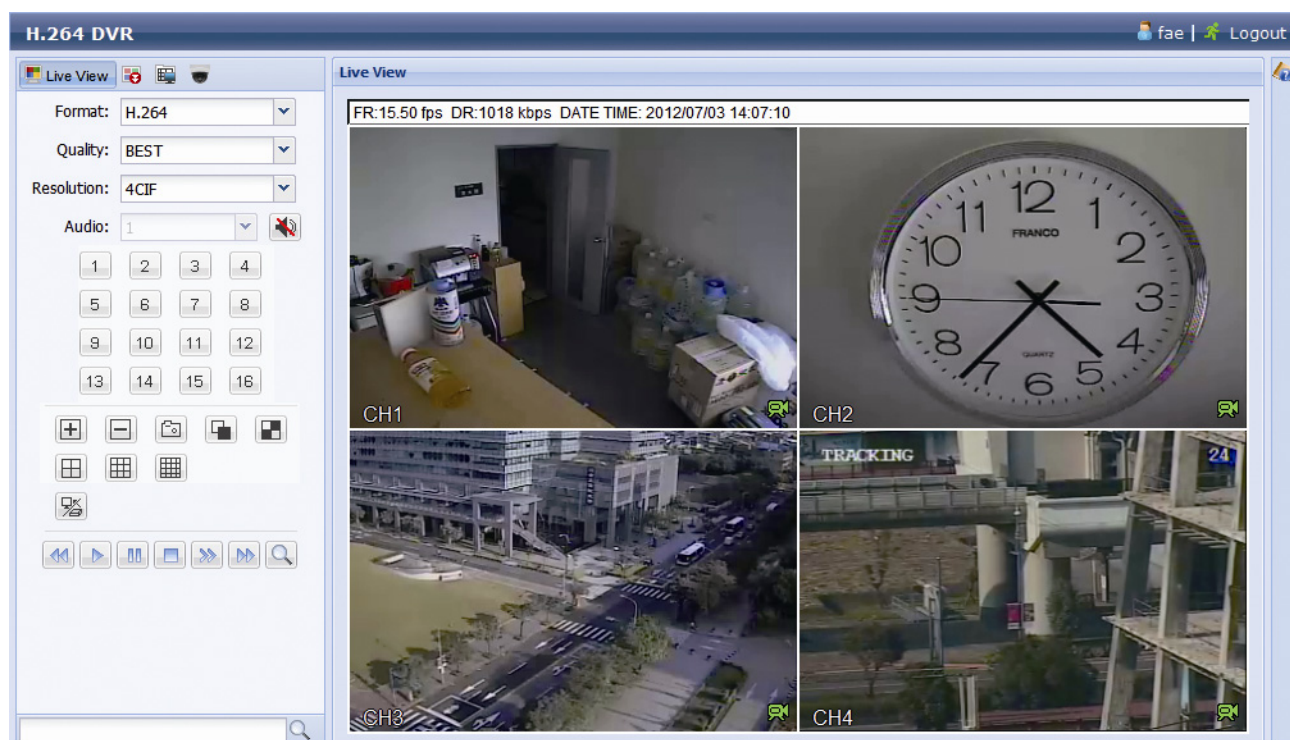 H.264 DVR
fae | Logout
Live View
Live View
Format: H.264
Quality: BEST
Resolution: 4CIF
Audio: 1
1 2 3 4
5 6 7 8
9 10 11 12
13 14 15 16
FR:15.50 fps DR:1018 kbps DATE TIME: 2012/07/03 14:07:10
CH1
12
11 1
FRANCO
10 2
9 3
8 4
QUARTZ
7 5
6
CH2
CH3
TRACKING 24
CH4